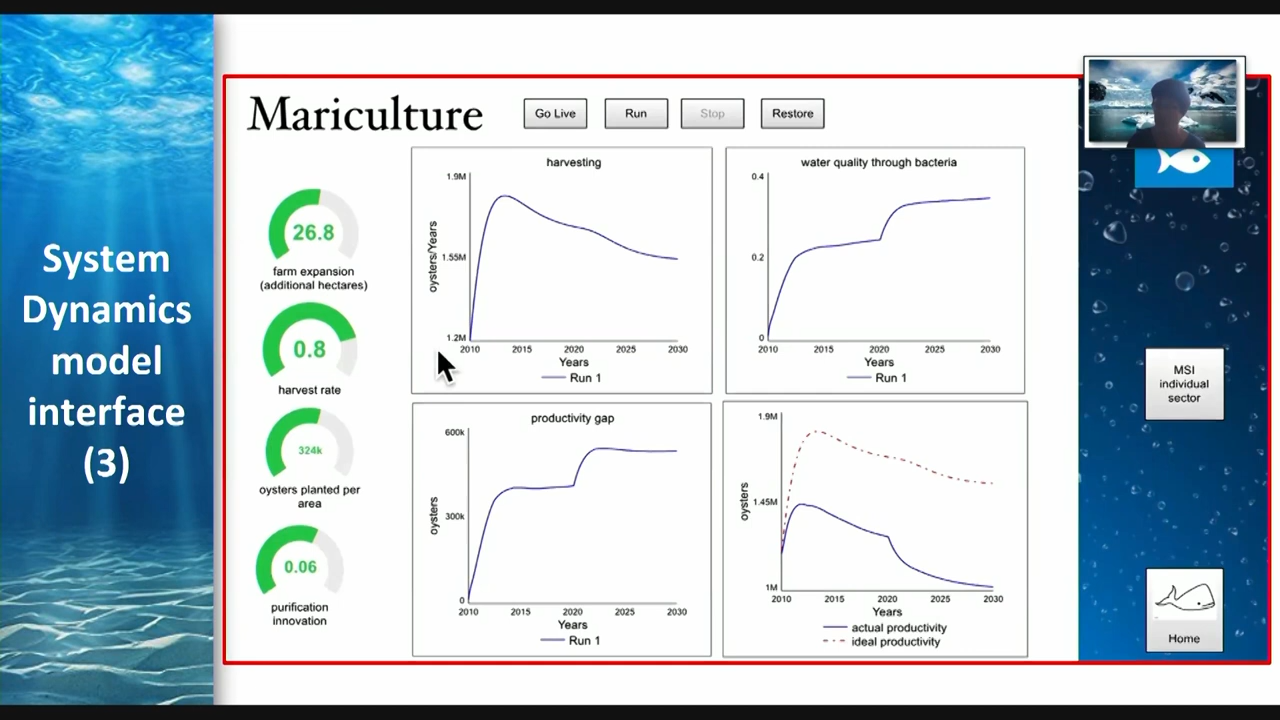 System
Dynamics
model
interface
(3)
Mariculture
Go Live
Run
Stop
Restore
26.8
farm expansion
(additional hectares)
0.8
harvest rate
324k
oysters planted per
area
0.06
purification
innovation
harvesting
1.9M
oysters/Years
1.55M
1.2M
2010 2015 2020 2025 2030
Years
Run 1
water quality through bacteria
0.4
0.2
0
2010 2015 2020 2025 2030
Years
Run 1
productivity gap
600k
oysters
300k
0
2010 2015 2020 2025 2030
Years
Run 1
1.9M
oysters
1.45M
1M
2010 2015 2020 2025 2030
Years
actual productivity
ideal productivity
MSI
individual
sector
Home